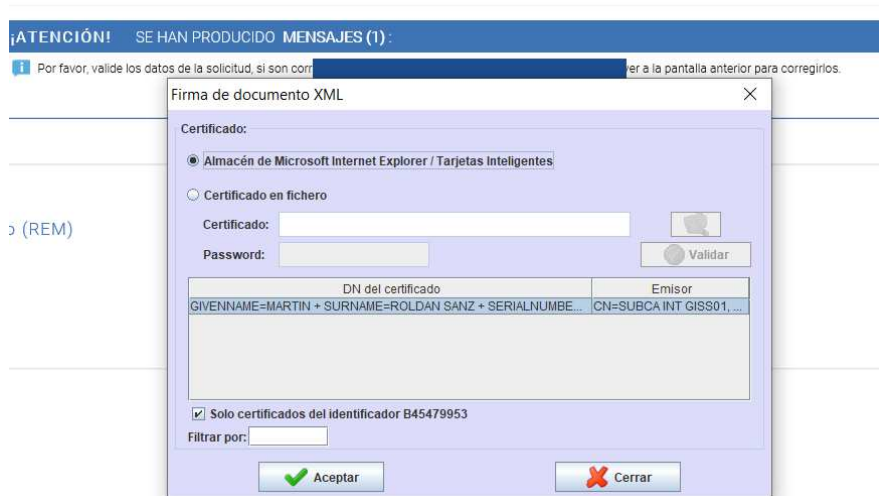 ¡ATENCIÓN! SE HAN PRODUCIDO MENSAJES (1) :
Por favor, valide los datos de la solicitud, si son corr ver a la pantalla anterior para corregirlos.
Firma de documento XML
Certificado:
Almacén de Microsoft Internet Explorer / Tarjetas Inteligentes
Certificado en fichero
o (REM)
Certificado:
Password: Validar
DN del certificado Emisor
GIVENNAME=MARTIN + SURNAME=ROLDAN SANZ + SERIALNUMBE... CN=SUBCA INT GISS01, ...
Solo certificados del identificador B45479953
Filtrar por:
Aceptar Cerrar